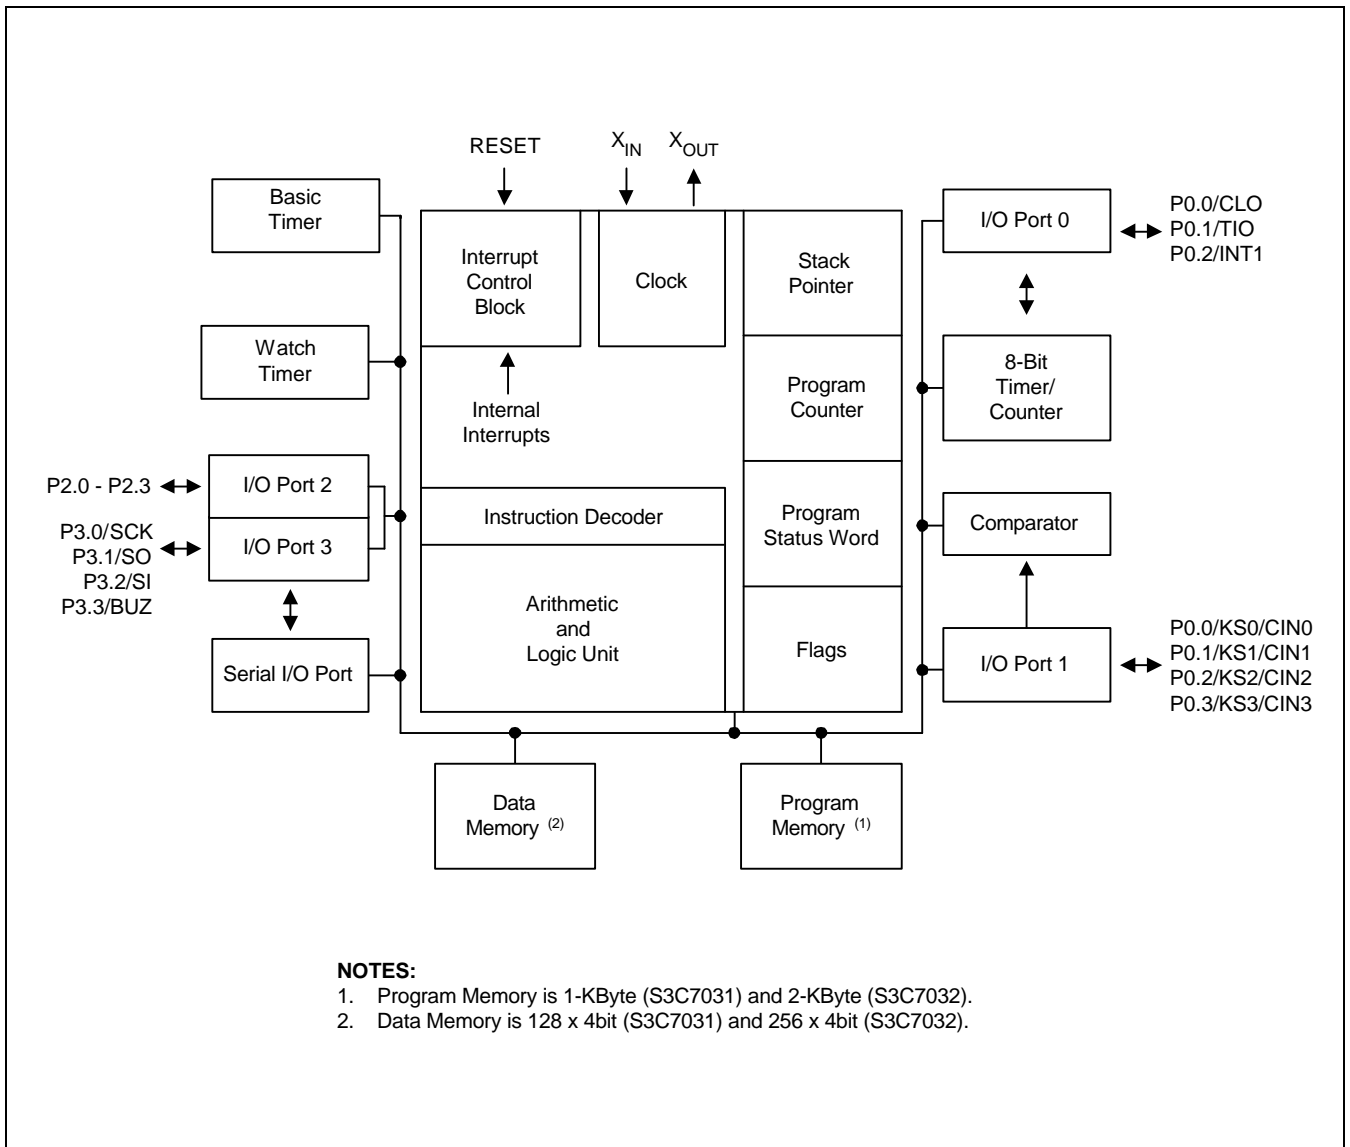 RESET
X_IN
X_OUT
Basic
Timer
Interrupt
Control
Block
Clock
Stack
Pointer
I/O Port 0
P0.0/CLO
P0.1/TIO
P0.2/INT1
Watch
Timer
Internal
Interrupts
Program
Counter
8-Bit
Timer/
Counter
P2.0 - P2.3
I/O Port 2
P3.0/SCK
P3.1/SO
P3.2/SI
P3.3/BUZ
I/O Port 3
Instruction Decoder
Program
Status Word
Comparator
Serial I/O Port
Arithmetic
and
Logic Unit
Flags
I/O Port 1
P0.0/KS0/CIN0
P0.1/KS1/CIN1
P0.2/KS2/CIN2
P0.3/KS3/CIN3
Data
Memory (2)
Program
Memory (1)
NOTES:
1. Program Memory is 1-KByte (S3C7031) and 2-KByte (S3C7032).
2. Data Memory is 128 x 4bit (S3C7031) and 256 x 4bit (S3C7032).